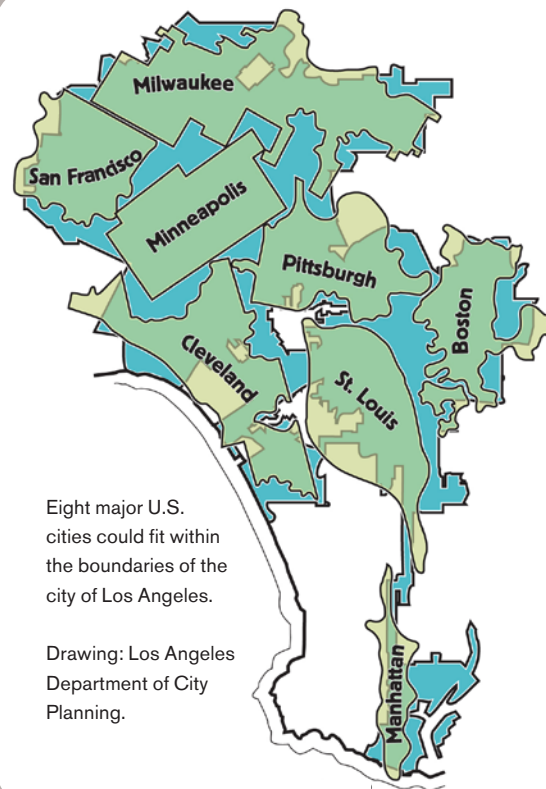 Milwaukee
San Francisco
Minneapolis
Pittsburgh
Boston
Cleveland
St. Louis
Eight major U.S.
cities could fit within
the boundaries of the
city of Los Angeles.
Drawing: Los Angeles
Department of City
Planning.
Manhattan